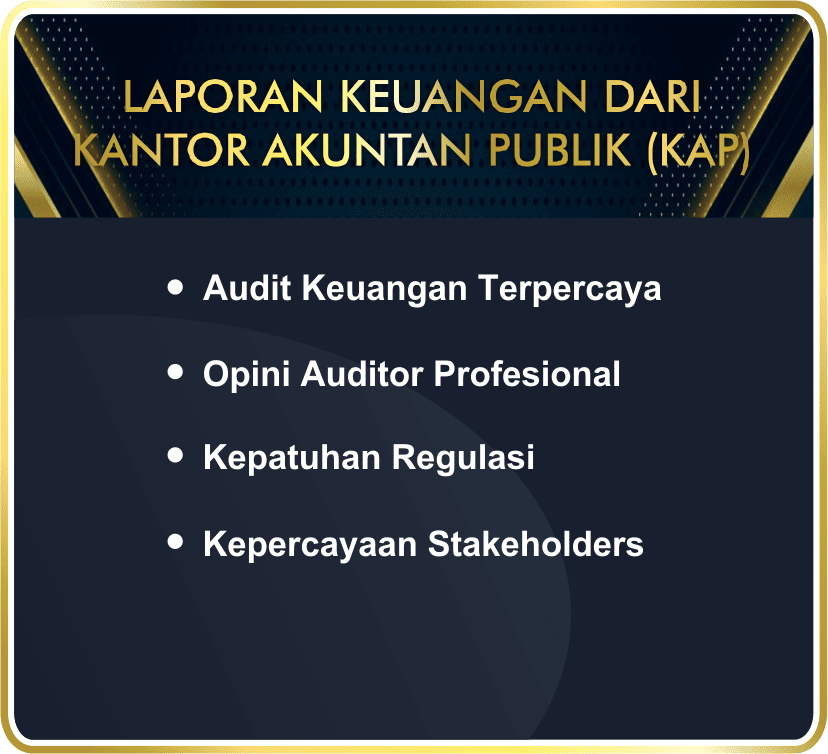 LAPORAN KEUANGAN DARI
KANTOR AKUNTAN PUBLIK (KAP)
• Audit Keuangan Terpercaya
• Opini Auditor Profesional
• Kepatuhan Regulasi
• Kepercayaan Stakeholders